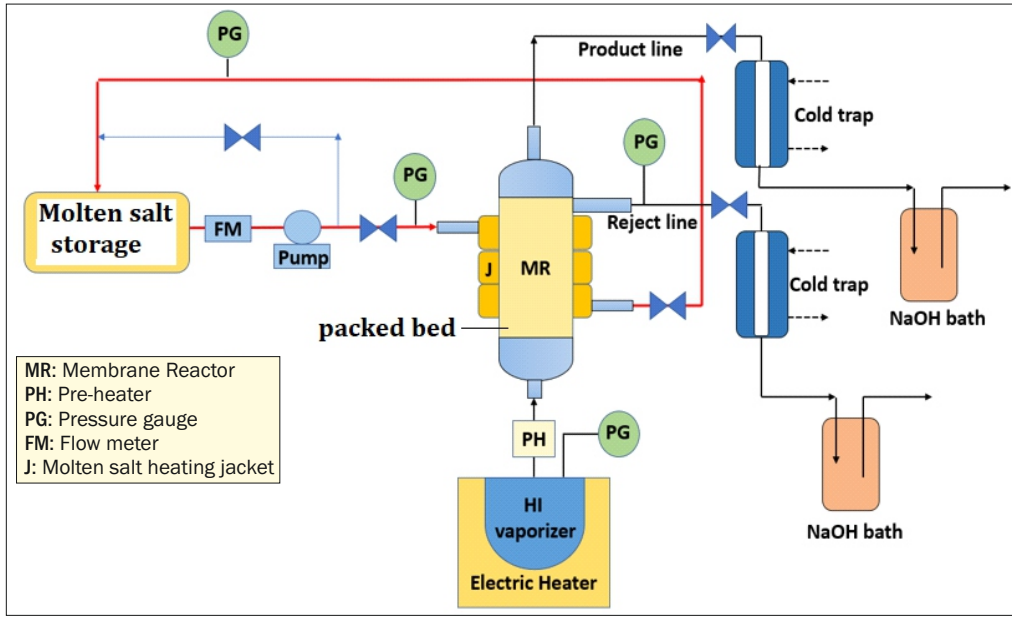 PG
Product line
Cold trap
PG
PG
Molten salt
storage
FM
Pump
Reject line
J
MR
Cold trap
NaOH bath
packed bed
MR: Membrane Reactor
PH: Pre-heater
PG: Pressure gauge
FM: Flow meter
J: Molten salt heating jacket
PH
PG
HI
vaporizer
Electric Heater
NaOH bath